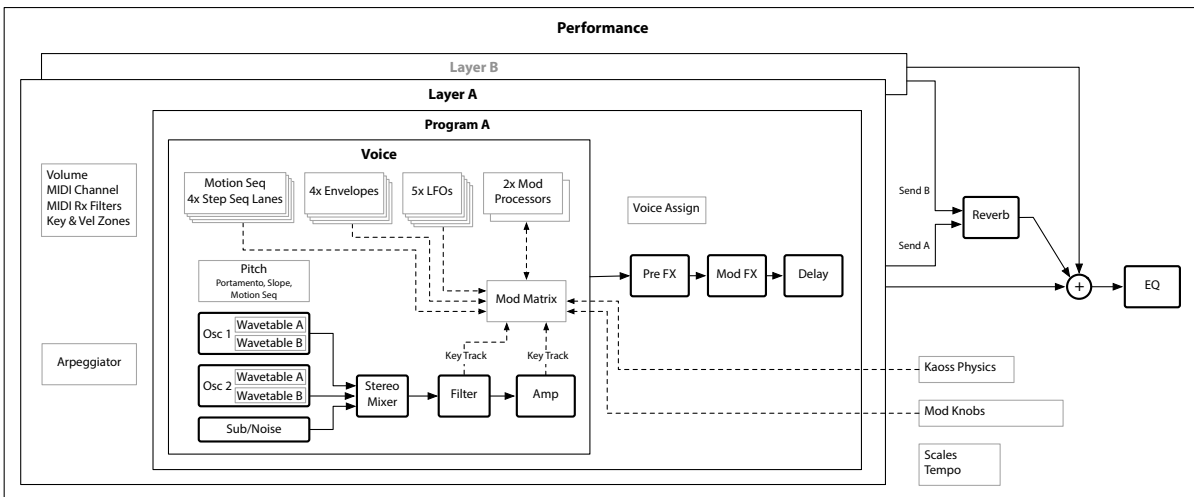 Performance
Layer B
Layer A
Program A
Voice
Volume
MIDI Channel
MIDI Rx Filters
Key & Vel Zones
Motion Seq
4x Step Seq Lanes
4x Envelopes
5x LFOs
2x Mod
Processors
Voice Assign
Send B
Reverb
Send A
Pitch
Portamento, Slope,
Motion Seq
Mod Matrix
Pre FX
Mod FX
Delay
+
EQ
Osc 1
Wavetable A
Wavetable B
Arpeggiator
Key Track
Key Track
Kaoss Physics
Osc 2
Wavetable A
Wavetable B
Stereo
Mixer
Filter
Amp
Mod Knobs
Sub/Noise
Scales
Tempo